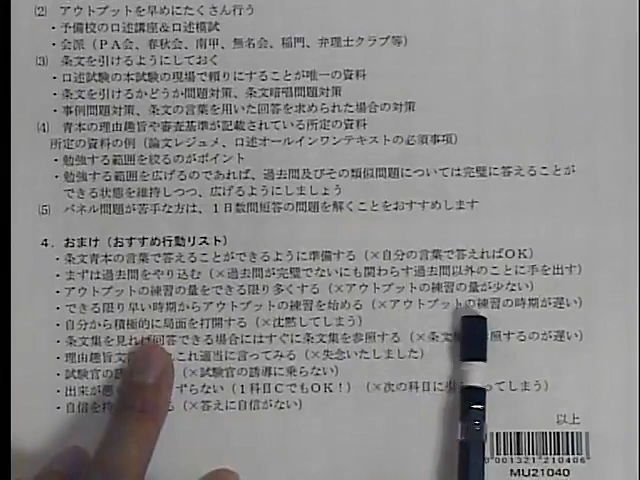 (2) アウトプットを早めにたくさん行う
・予備校の口述講座＆口述模試
・会派（PA会、春秋会、南甲、無名会、稲門、弁理士クラブ等）
(3) 条文を引けるようにしておく
・口述試験の本試験の現場で頼りにすることが唯一の資料
・条文を引けるかどうか問題対策、条文暗唱問題対策
・事例問題対策、条文の言葉を用いた回答を求められた場合の対策
(4) 青本の理由趣旨や審査基準が記載されている所定の資料
所定の資料の例（論文レジュメ、口述オールインワンテキストの必須事項）
・勉強する範囲を絞るのがポイント
・勉強する範囲を広げるのであれば、過去問及びその類似問題については完璧に答えることが
できる状態を維持しつつ、広げるようにしましょう
(5) パネル問題が苦手な方は、1日数問短答の問題を解くことをおすすめします
4．おまけ（おすすめ行動リスト）
・条文青本の言葉で答えることができるように準備する（×自分の言葉で答えればOK）
・まずは過去問をやり込む（×過去問が完璧でないにも関わらず過去問以外のことに手を出す）
・アウトプットの練習の量をできる限り多くする（×アウトプットの練習の量が少ない）
・できる限り早い時期からアウトプットの練習を始める（×アウトプットの練習の時期が遅い）
・自分から積極的に局面を打開する（×沈黙してしまう）
・条文集を見れば回答できる場合にはすぐに条文集を参照する（×条文 参照するのが遅い）
・理由趣旨文 これ適当に言ってみる（×失念いたしました）
・試験官の誘 （×試験官の誘導に乗らない）
・出来が悪 ずらない（1科目CでもOK！）（×次の科目に引 ってしまう）
・自信を持 る（×答えに自信がない）
以上
0001321210406
MU21040